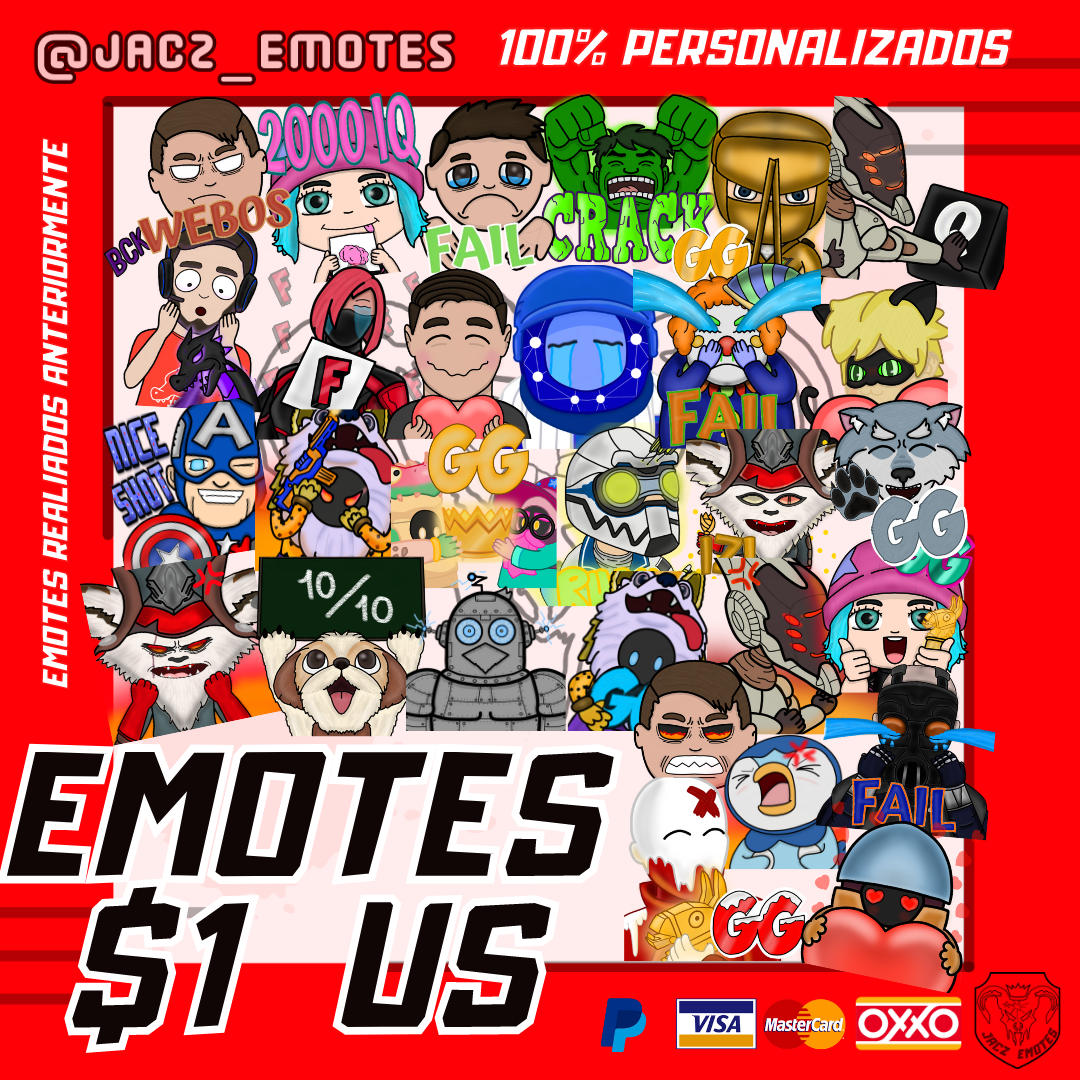 @JACZ_EMOTES
100% PERSONALIZADOS
EMOTES REALIADOS ANTERIORMENTE
2000 IQ
WEBOS
BCK
FAIL
CRACK
GG
Q
F
F
F
F
F
FAIL
NICE
SHOT
GG
IZI
GG
GG
10/10
FAIL
GG
EMOTES
$1 US
VISA
MasterCard
OXXO
JACZ EMOTES